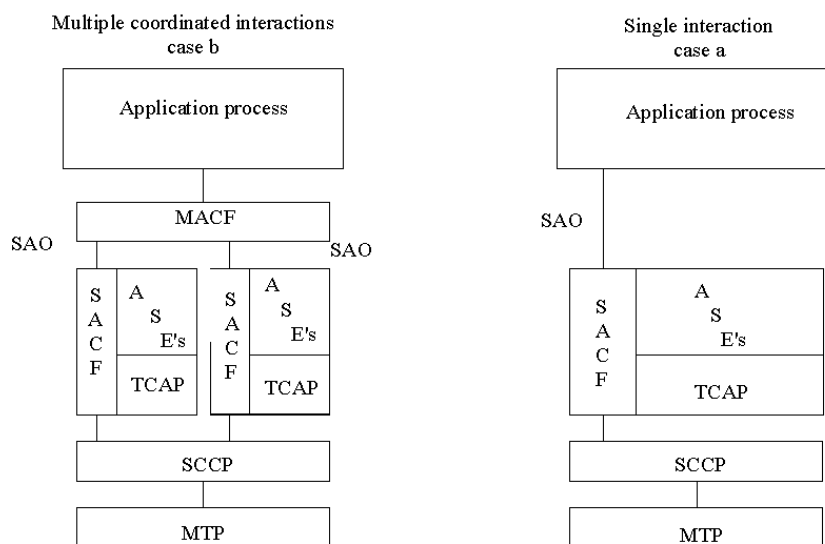 Multiple coordinated interactions
case b
Application process
MACF
SAO
SAO
S
A
C
F
A
S
E's
TCAP
S
A
C
F
A
S
E's
TCAP
SCCP
MTP
Single interaction
case a
Application process
SAO
S
A
C
F
A
S
E's
TCAP
SCCP
MTP